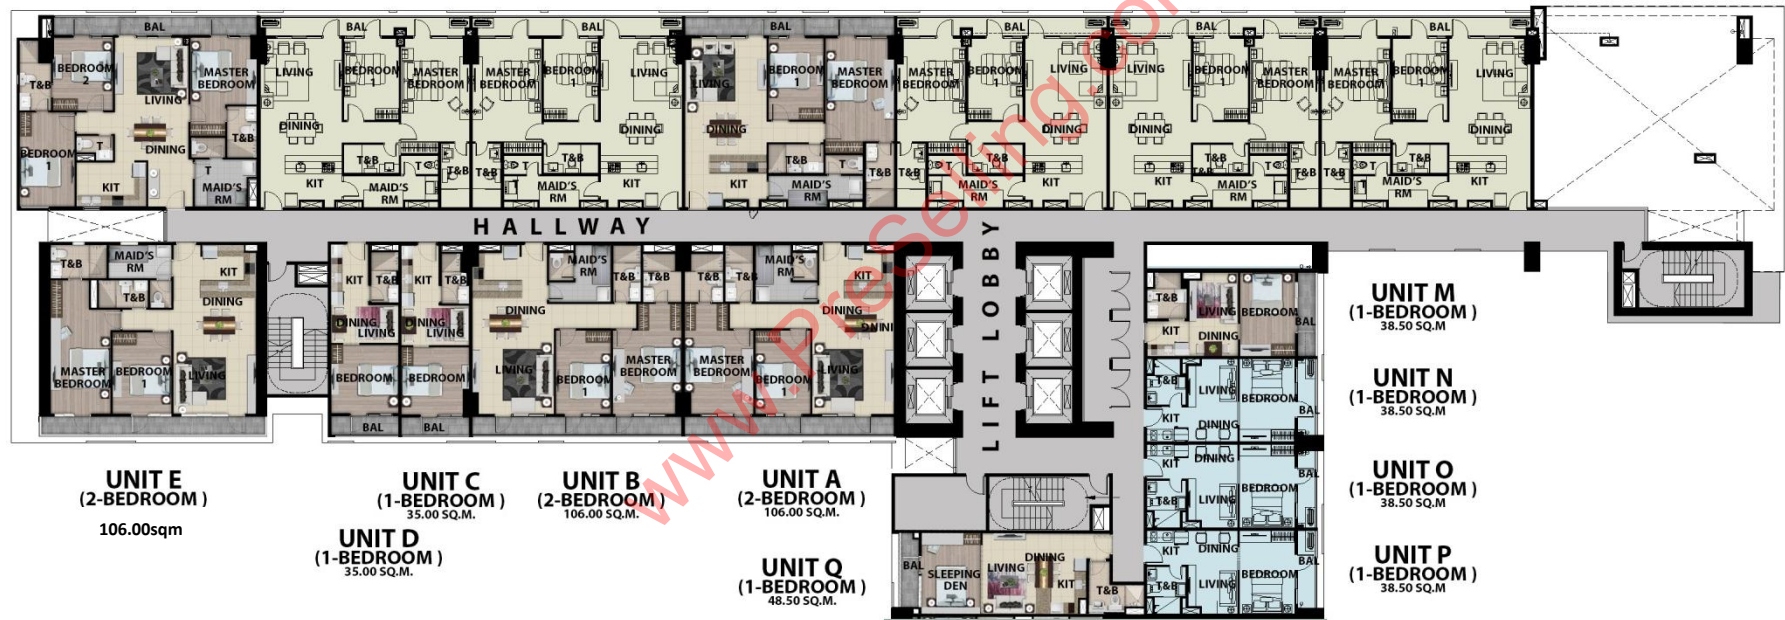 BAL
BAL
BAL
BAL
BAL
BAL
BAL
T&B
BEDROOM
2
LIVING
MASTER
BEDROOM
BEDROOM
1
T
DINING
KIT
T&B
T
MAID'S
RM
LIVING
BEDROOM
1
MASTER
BEDROOM
DINING
T&B
T
T&B
KIT
MAID'S
RM
MASTER
BEDROOM
BEDROOM
1
LIVING
DINING
T&B
T
T&B
MAID'S
RM
KIT
LIVING
BEDROOM
1
MASTER
BEDROOM
DINING
T&B
T
T&B
KIT
MAID'S
RM
MASTER
BEDROOM
BEDROOM
1
LIVING
DINING
T&B
T
T&B
MAID'S
RM
KIT
LIVING
BEDROOM
1
MASTER
BEDROOM
DINING
T&B
T
T&B
KIT
MAID'S
RM
MASTER
BEDROOM
BEDROOM
1
LIVING
DINING
T&B
T
T&B
MAID'S
RM
KIT
HALLWAY
LIFT LOBBY
T&B
MAID'S
RM
KIT
T&B
DINING
MASTER
BEDROOM
BEDROOM
1
LIVING
KIT
T&B
DINING
LIVING
BEDROOM
BAL
KIT
T&B
DINING
LIVING
BEDROOM
BAL
MAID'S
RM
T&B
T&B
DINING
LIVING
BEDROOM
1
MASTER
BEDROOM
T&B
T&B
MAID'S
RM
KIT
DINING
DINING
MASTER
BEDROOM
BEDROOM
1
LIVING
T&B
LIVING
BEDROOM
KIT
DINING
BAL
T&B
LIVING
BEDROOM
BAL
KIT
DINING
KIT
DINING
BAL
T&B
LIVING
BEDROOM
KIT
DINING
BAL
T&B
LIVING
BEDROOM
BAL
SLEEPING
DEN
LIVING
DINING
KIT
T&B
UNIT M
(1-BEDROOM )
38.50 SQ.M
UNIT N
(1-BEDROOM )
38.50 SQ.M
UNIT O
(1-BEDROOM )
38.50 SQ.M
UNIT P
(1-BEDROOM )
38.50 SQ.M
UNIT E
(2-BEDROOM )
106.00sqm
UNIT C
(1-BEDROOM )
35.00 SQ.M.
UNIT B
(2-BEDROOM )
106.00 SQ.M.
UNIT A
(2-BEDROOM )
106.00 SQ.M.
UNIT D
(1-BEDROOM )
35.00 SQ.M.
UNIT Q
(1-BEDROOM )
48.50 SQ.M.
www.PreSelling.com